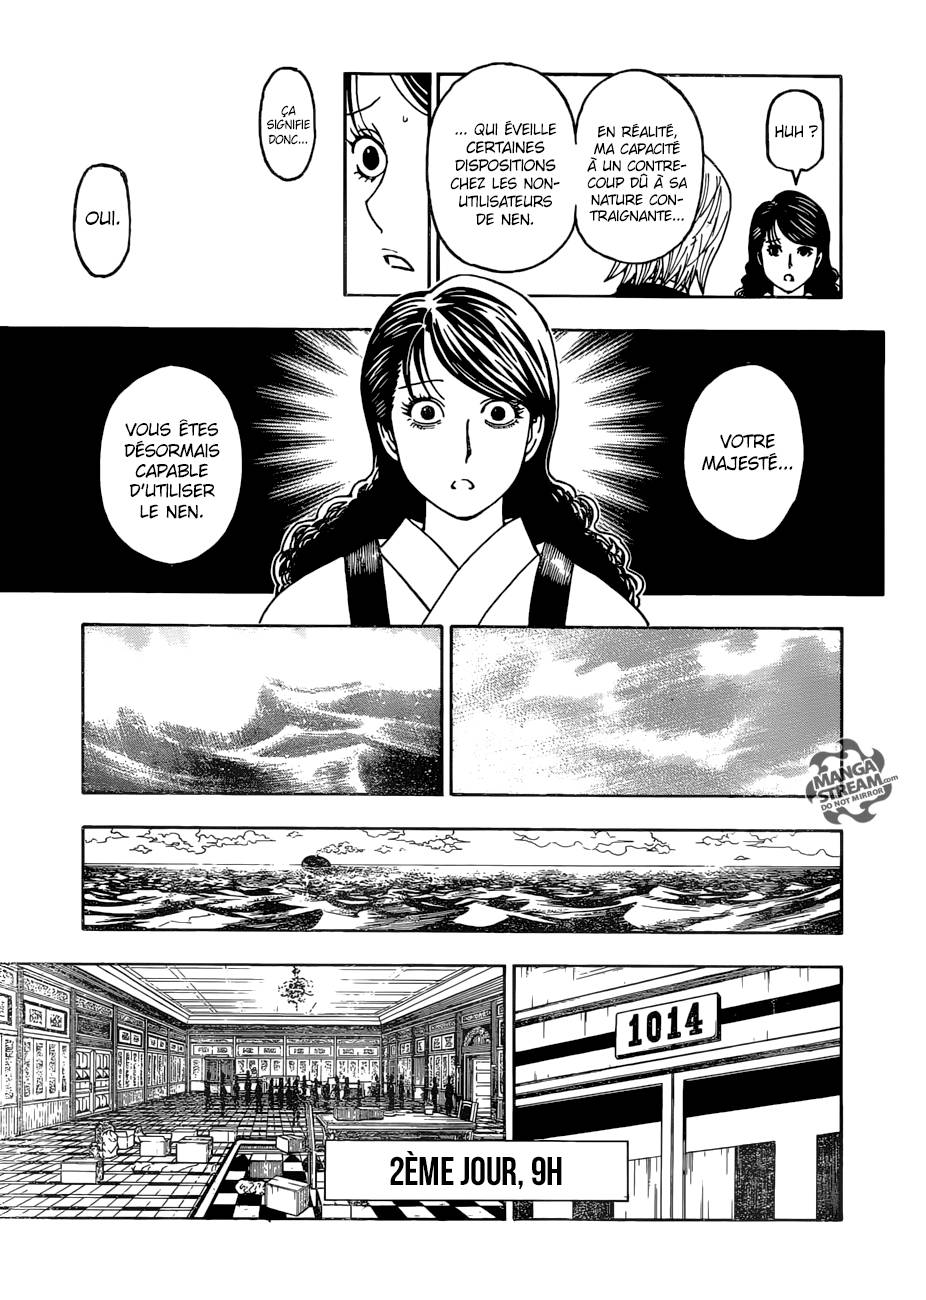 HUH ?
EN RÉALITÉ,
MA CAPACITÉ
À UN CONTRE-
COUP DÛ À SA
NATURE CON-
TRAIGNANTE...
... QUI ÉVEILLE
CERTAINES
DISPOSITIONS
CHEZ LES NON-
UTILISATEURS
DE NEN.
ÇA
SIGNIFIE
DONC...
OUI.
VOTRE
MAJESTÉ...
VOUS ÊTES
DÉSORMAIS
CAPABLE
D'UTILISER
LE NEN.
MANGA
STREAM.com
DO NOT MIRROR
1014
2ÈME JOUR, 9H